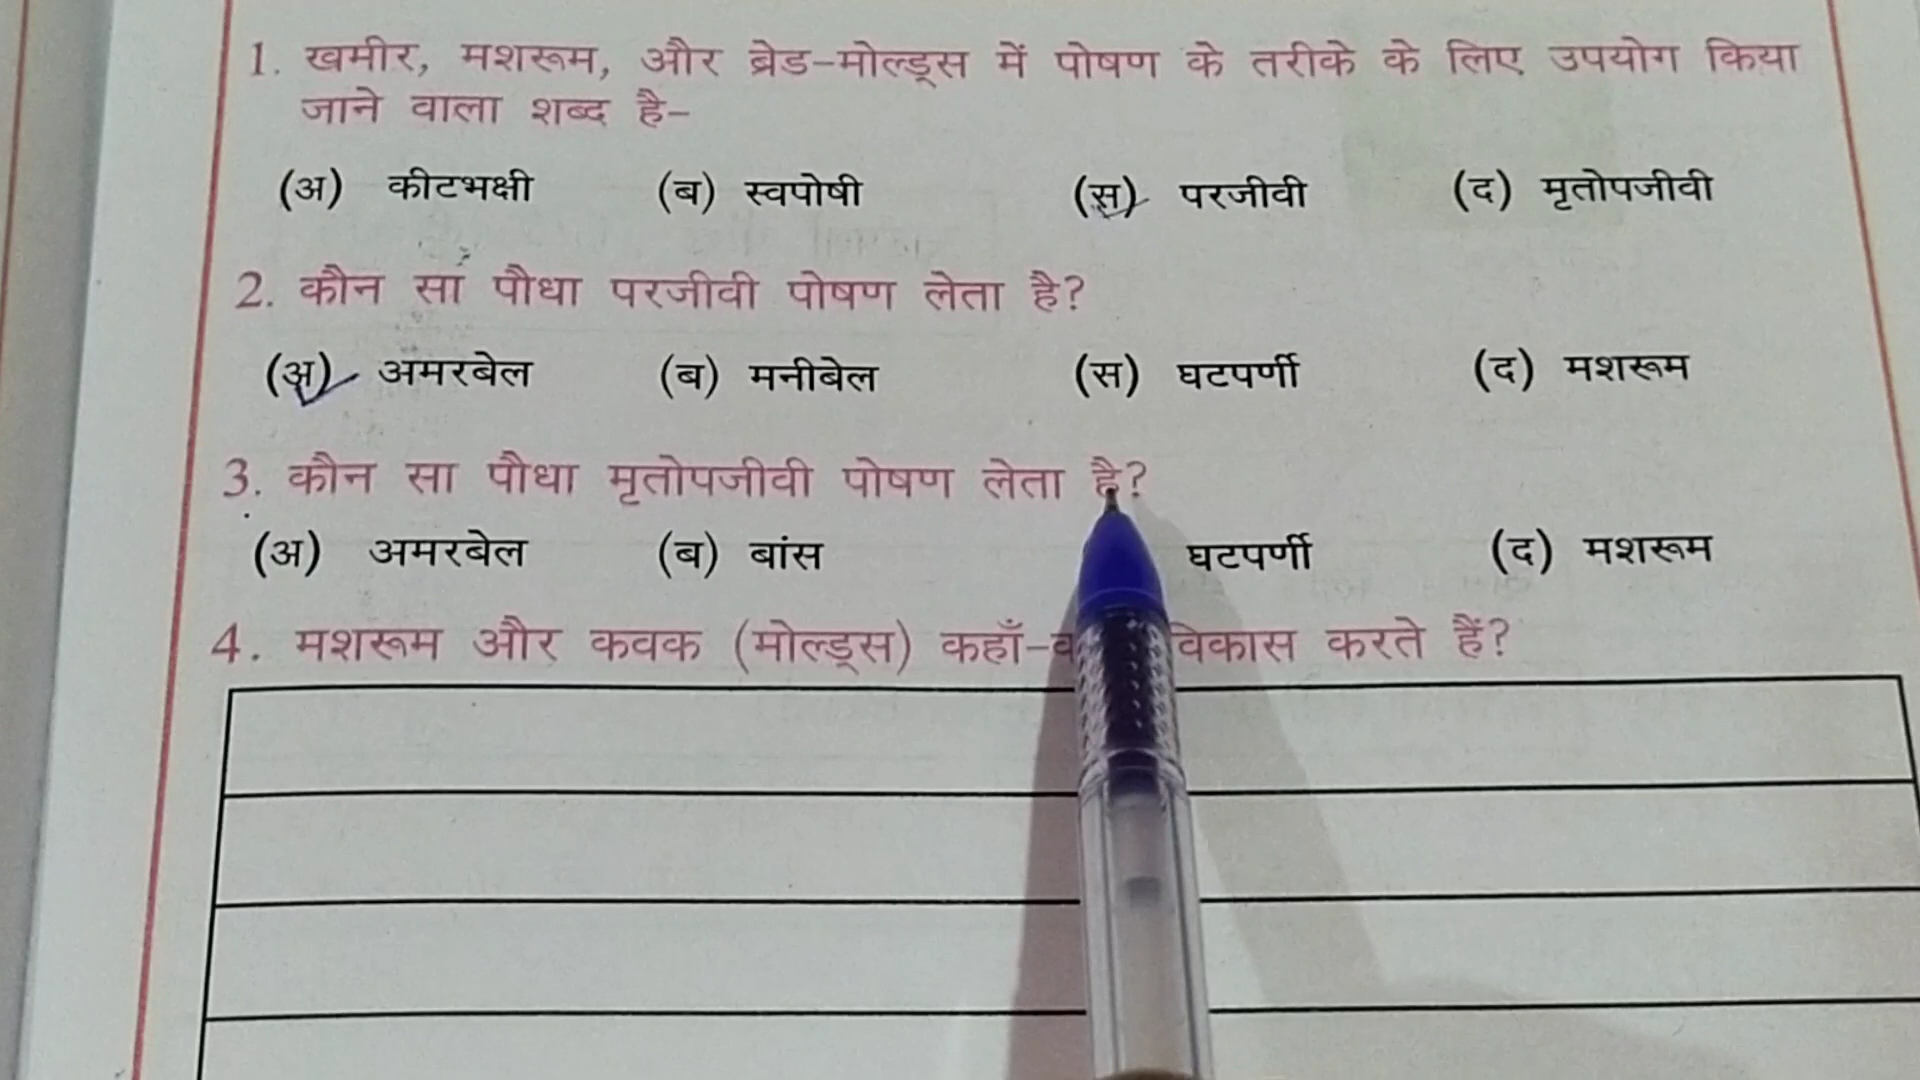 1. खमीर, मशरूम, और ब्रेड-मोल्ड्स में पोषण के तरीके के लिए उपयोग किया
जाने वाला शब्द है-
(अ) कीटभक्षी (ब) स्वपोषी (स) परजीवी (द) मृतोपजीवी
2. कौन सा पौधा परजीवी पोषण लेता है?
(अ) अमरबेल (ब) मनीबेल (स) घटपर्णी (द) मशरूम
3. कौन सा पौधा मृतोपजीवी पोषण लेता है?
(अ) अमरबेल (ब) बांस घटपर्णी (द) मशरूम
4. मशरूम और कवक (मोल्ड्स) कहाँ- विकास करते हैं?